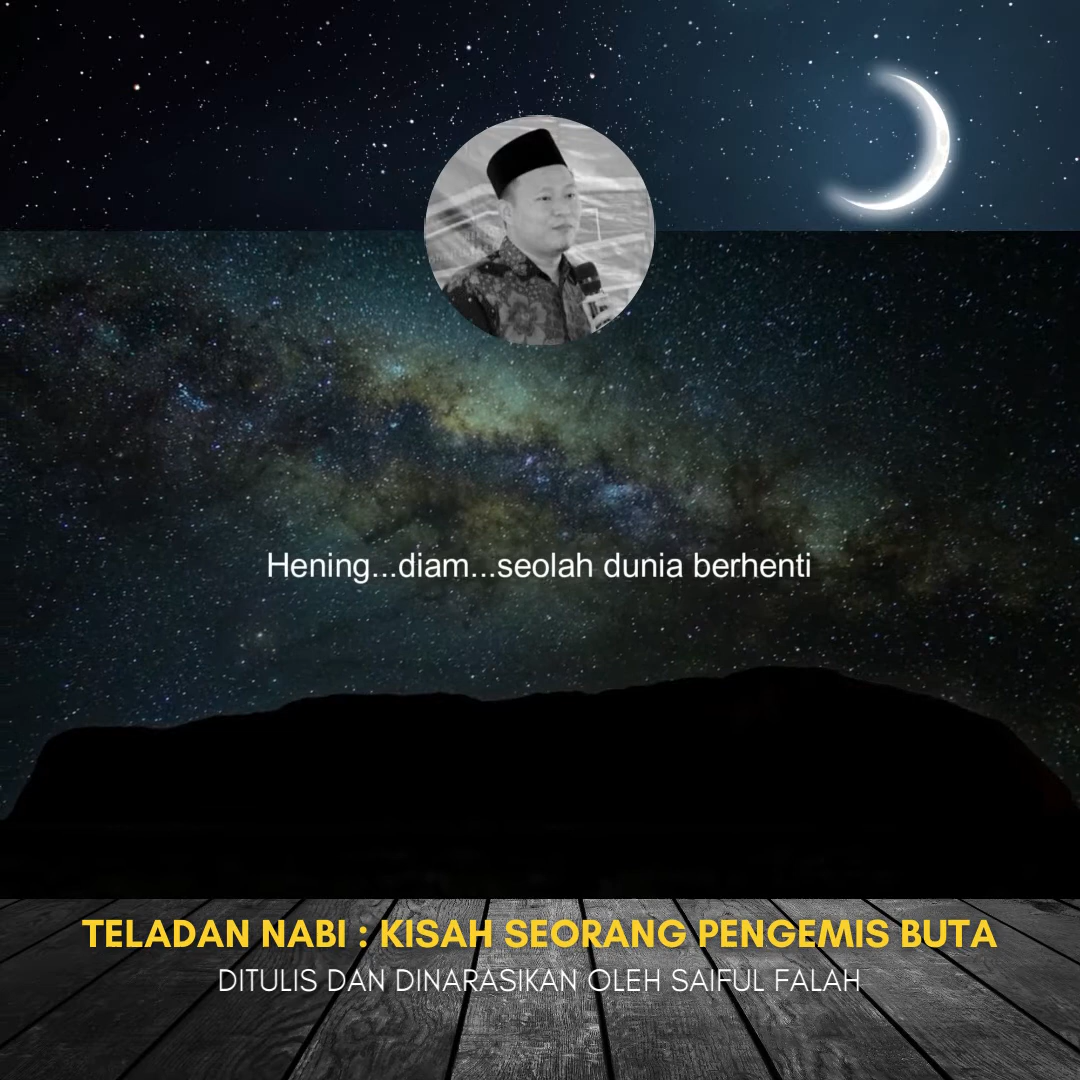 Hening...diam...seolah dunia berhenti
TELADAN NABI : KISAH SEORANG PENGEMIS BUTA
DITULIS DAN DINARASIKAN OLEH SAIFUL FALAH